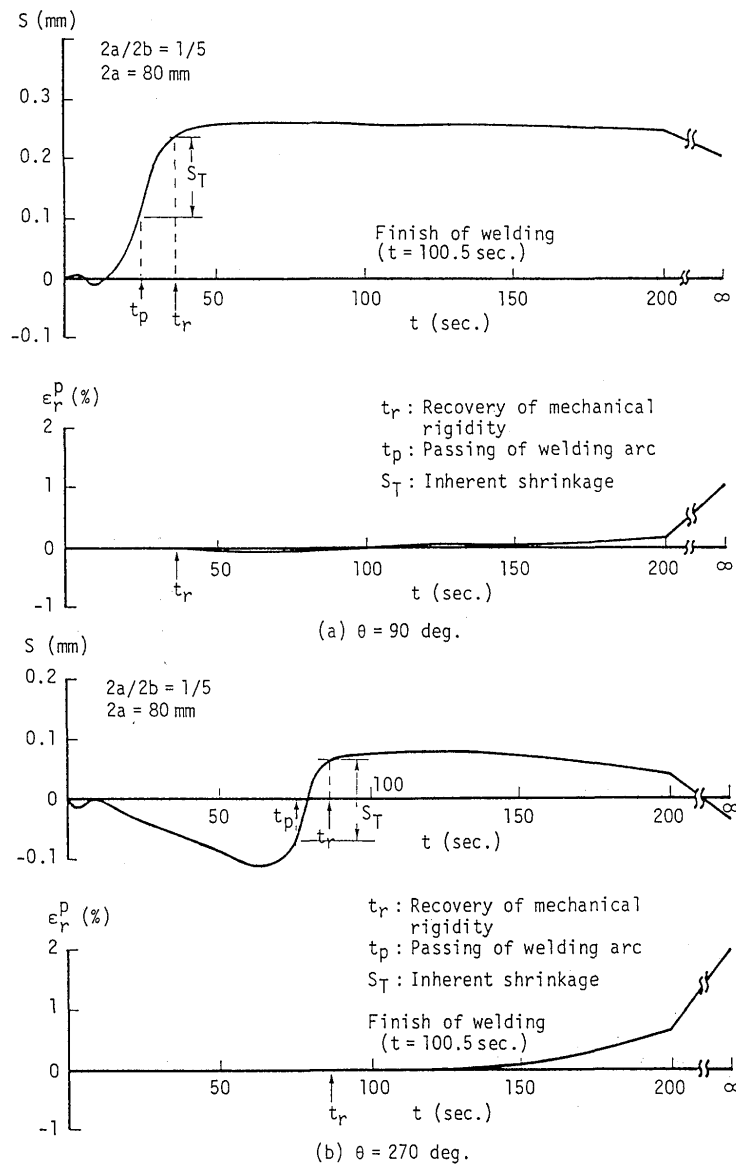 S (mm)
2a/2b = 1/5
2a = 80 mm
0.3
0.2
S_T
0.1
Finish of welding
(t = 100.5 sec.)
0
50
100
150
200
∞
t_p
t_r
t (sec.)
-0.1
ε_r^p (%)
t_r : Recovery of mechanical
rigidity
t_p : Passing of welding arc
S_T : Inherent shrinkage
2
1
0
50
100
150
200
∞
t_r
t (sec.)
-1
(a) θ = 90 deg.
S (mm)
0.2
2a/2b = 1/5
2a = 80 mm
0.1
100
0
50
150
200
∞
t_p
t_r
S_T
t (sec.)
-0.1
ε_r^p (%)
t_r : Recovery of mechanical
rigidity
t_p : Passing of welding arc
S_T : Inherent shrinkage
2
Finish of welding
(t = 100.5 sec.)
1
0
50
100
150
200
∞
t_r
t (sec.)
-1
(b) θ = 270 deg.